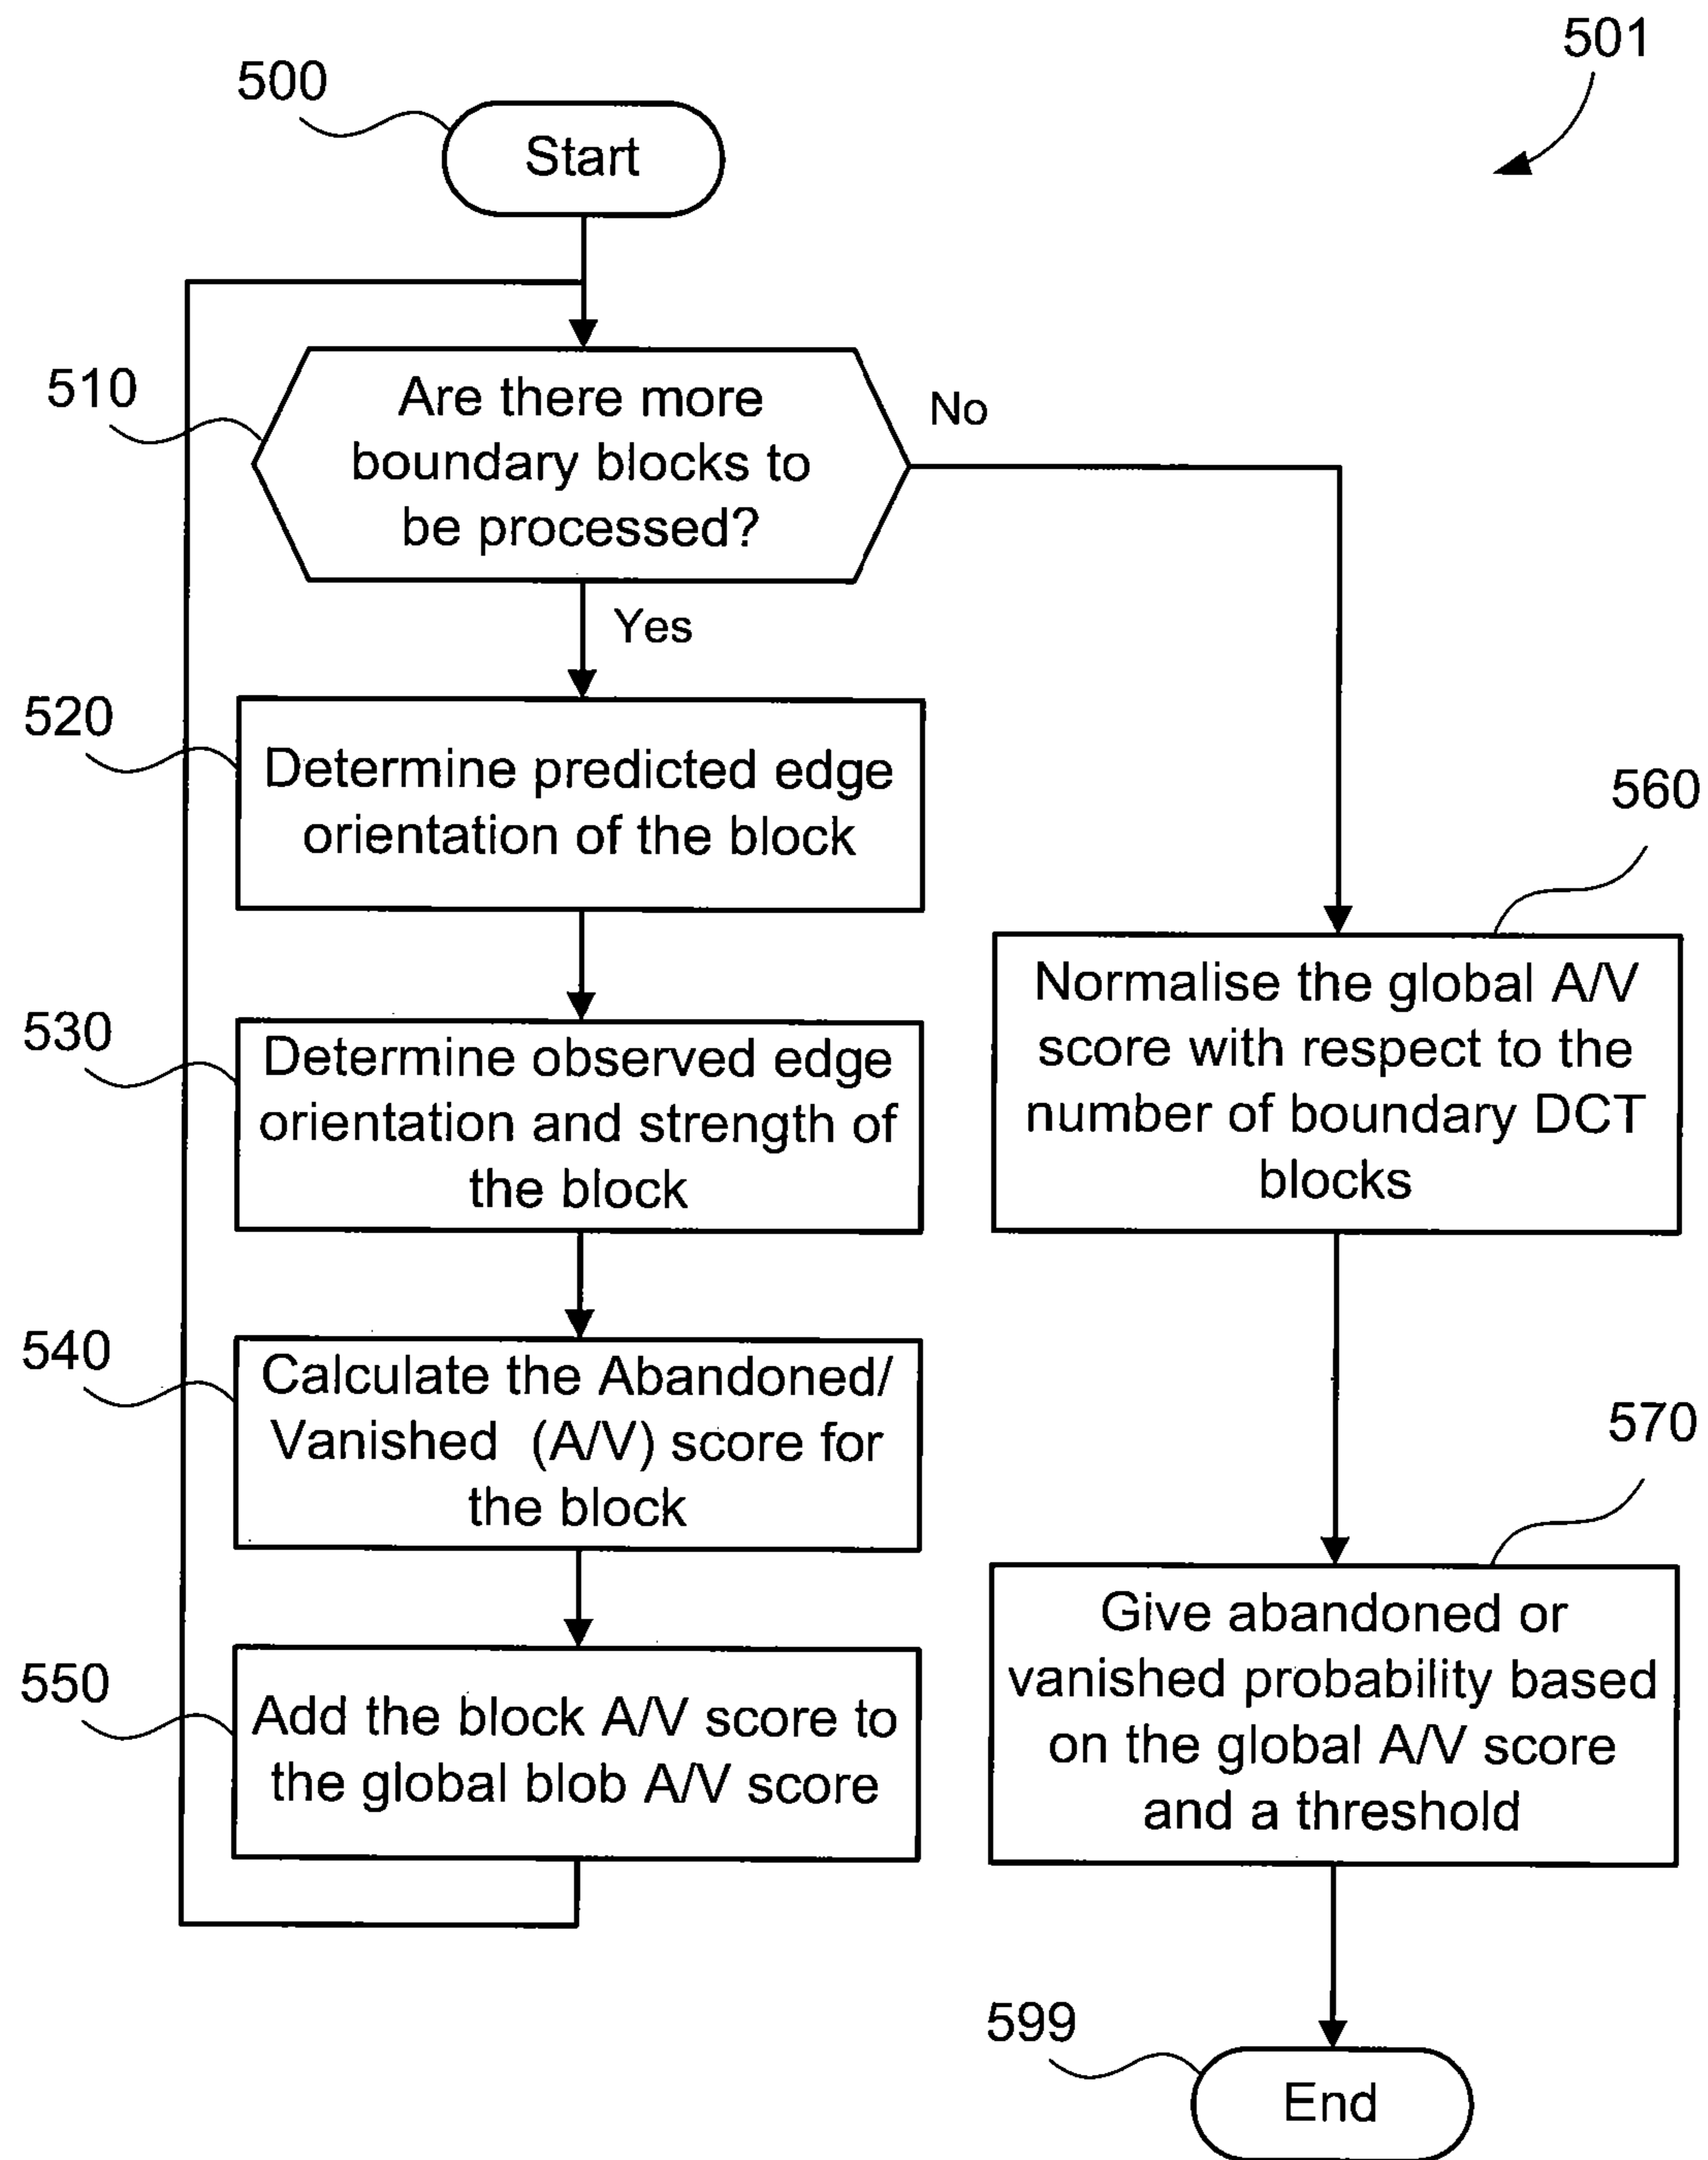 501
500
Start
510
Are there more
boundary blocks to
be processed?
No
Yes
520
Determine predicted edge
orientation of the block
530
Determine observed edge
orientation and strength of
the block
540
Calculate the Abandoned/
Vanished (A/V) score for
the block
550
Add the block A/V score to
the global blob A/V score
560
Normalise the global A/V
score with respect to the
number of boundary DCT
blocks
570
Give abandoned or
vanished probability based
on the global A/V score
and a threshold
599
End